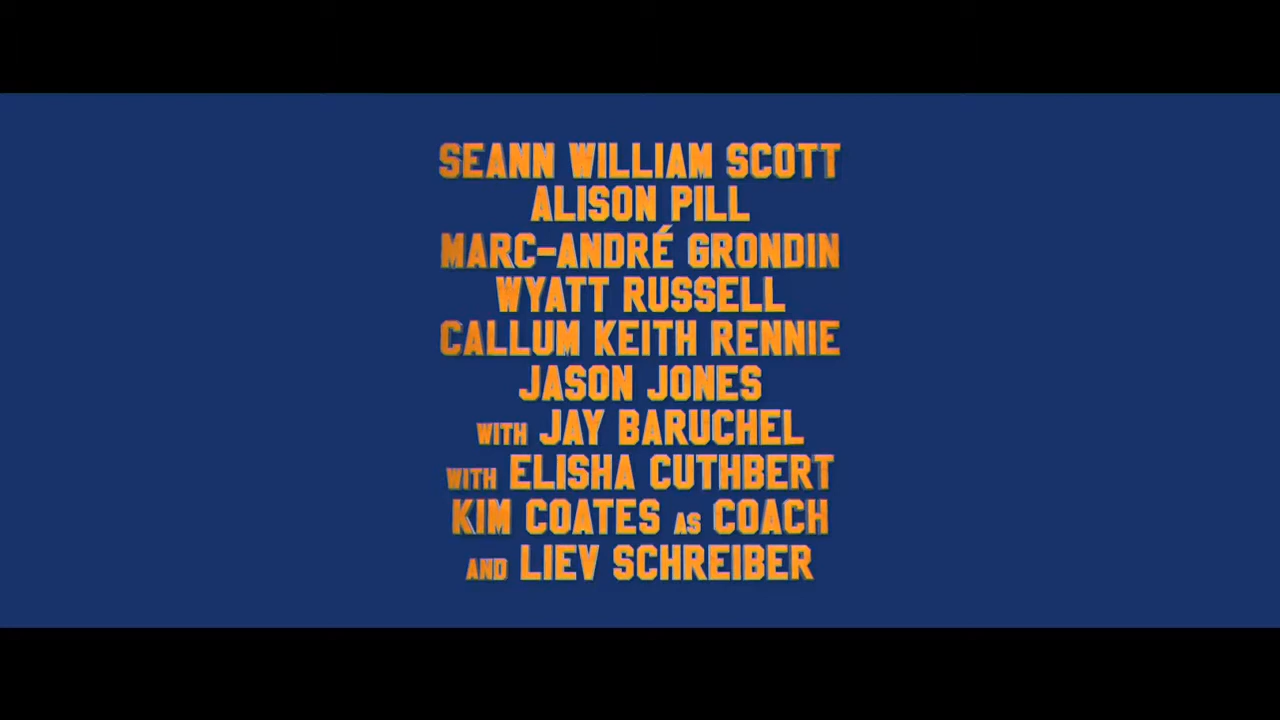 SEANN WILLIAM SCOTT
ALISON PILL
MARC-ANDRÉ GRONDIN
WYATT RUSSELL
CALLUM KEITH RENNIE
JASON JONES
WITH JAY BARUCHEL
WITH ELISHA CUTHBERT
KIM COATES AS COACH
AND LIEV SCHREIBER